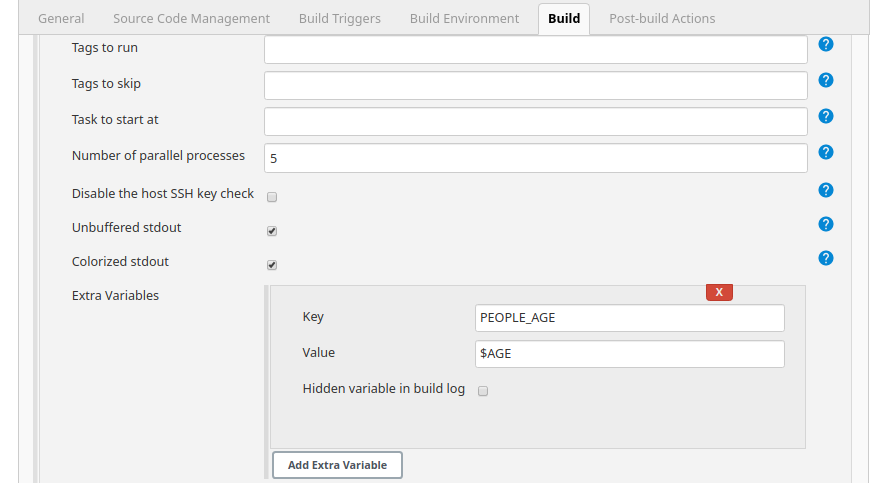 General Source Code Management Build Triggers Build Environment Build Post-build Actions
Tags to run ?
Tags to skip ?
Task to start at ?
Number of parallel processes 5 ?
Disable the host SSH key check ?
Unbuffered stdout ?
Colorized stdout ?
Extra Variables X
Key PEOPLE_AGE
Value $AGE
Hidden variable in build log
Add Extra Variable